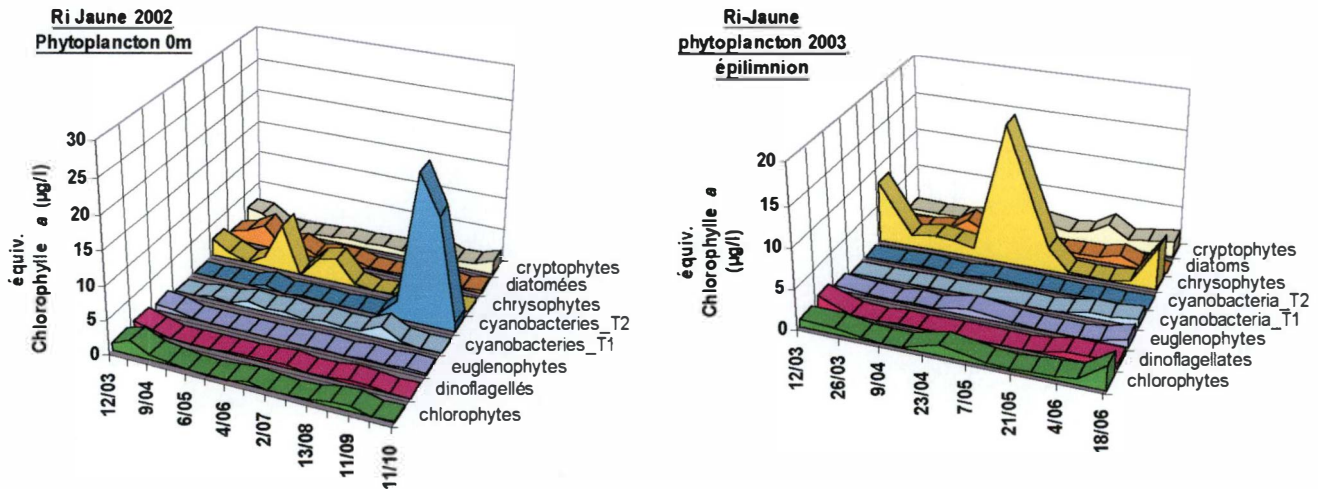 Ri Jaune 2002
Phytoplancton 0m
équiv.
Chlorophylle a (µg/l)
30
25
20
15
10
5
0
12/03
9/04
6/05
4/06
2/07
13/08
11/09
11/10
cryptophytes
diatomées
chrysophytes
cyanobacteries_T2
cyanobacteries_T1
euglenophytes
dinoflagellés
chlorophytes
Ri-Jaune
phytoplancton 2003
épilimnion
équiv.
Chlorophylle a
(µg/l)
20
15
10
5
0
12/03
26/03
9/04
23/04
7/05
21/05
4/06
18/06
cryptophytes
diatoms
chrysophytes
cyanobacteria_T2
cyanobacteria_T1
euglenophytes
dinoflagellates
chlorophytes